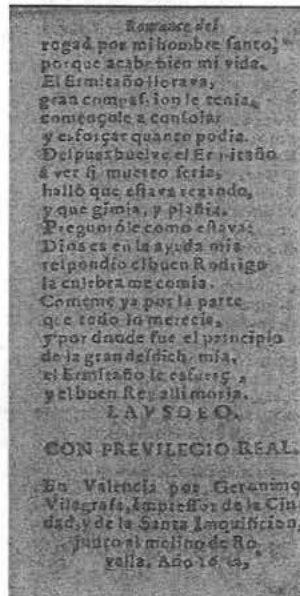 Romance del
rogad por mi hombre santo,
porque acabe bien mi vida.
El Ermitaño llorava,
gran compassion le tenia,
començole a consolar
y esforçar quanto podia.
Despues buelve el Ermitaño
à ver si muerto seria,
hallò que estava rezando,
y que gimia, y plañia.
Preguntòle como estava:
Dios es en la ayuda mia
respondio el buen Rodrigo
la culebra me comia.
Comeme ya por la parte
que todo lo merecia,
y por donde fue el principio
de la gran desdicha mia,
el Ermitaño le esfuerça,
y el buen Rey alli moria.
LAVS DEO.
CON PREVILEGIO REAL.
En Valencia por Geronimo
Vilagrasa, Impressor de la Ciu
dad, y de la Santa Inquisicion,
junto al molino de Ro
vella. Año